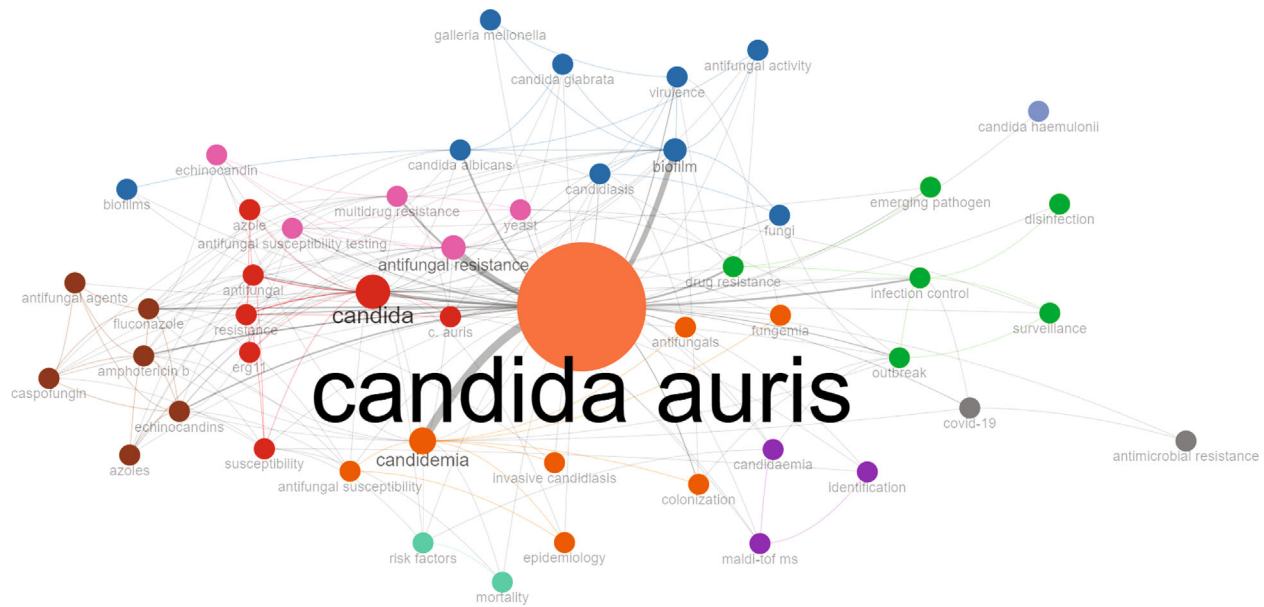 galleria mellonella
antifungal activity
candida glabrata
virulence
candida haemulonii
candida albicans
biofilm
echinocandin
candidiasis
emerging pathogen
biofilms
disinfection
multidrug resistance
yeast
azole
fungi
antifungal susceptibility testing
antifungal resistance
drug resistance
antifungal
infection control
antifungal agents
candida
fluconazole
resistance
c. auris
surveillance
antifungals
fungemia
erg11
amphotericin b
outbreak
caspofungin
candida auris
echinocandins
covid-19
azoles
susceptibility
candidemia
candidaemia
antimicrobial resistance
antifungal susceptibility
invasive candidiasis
identification
colonization
risk factors
epidemiology
maldi-tof ms
mortality